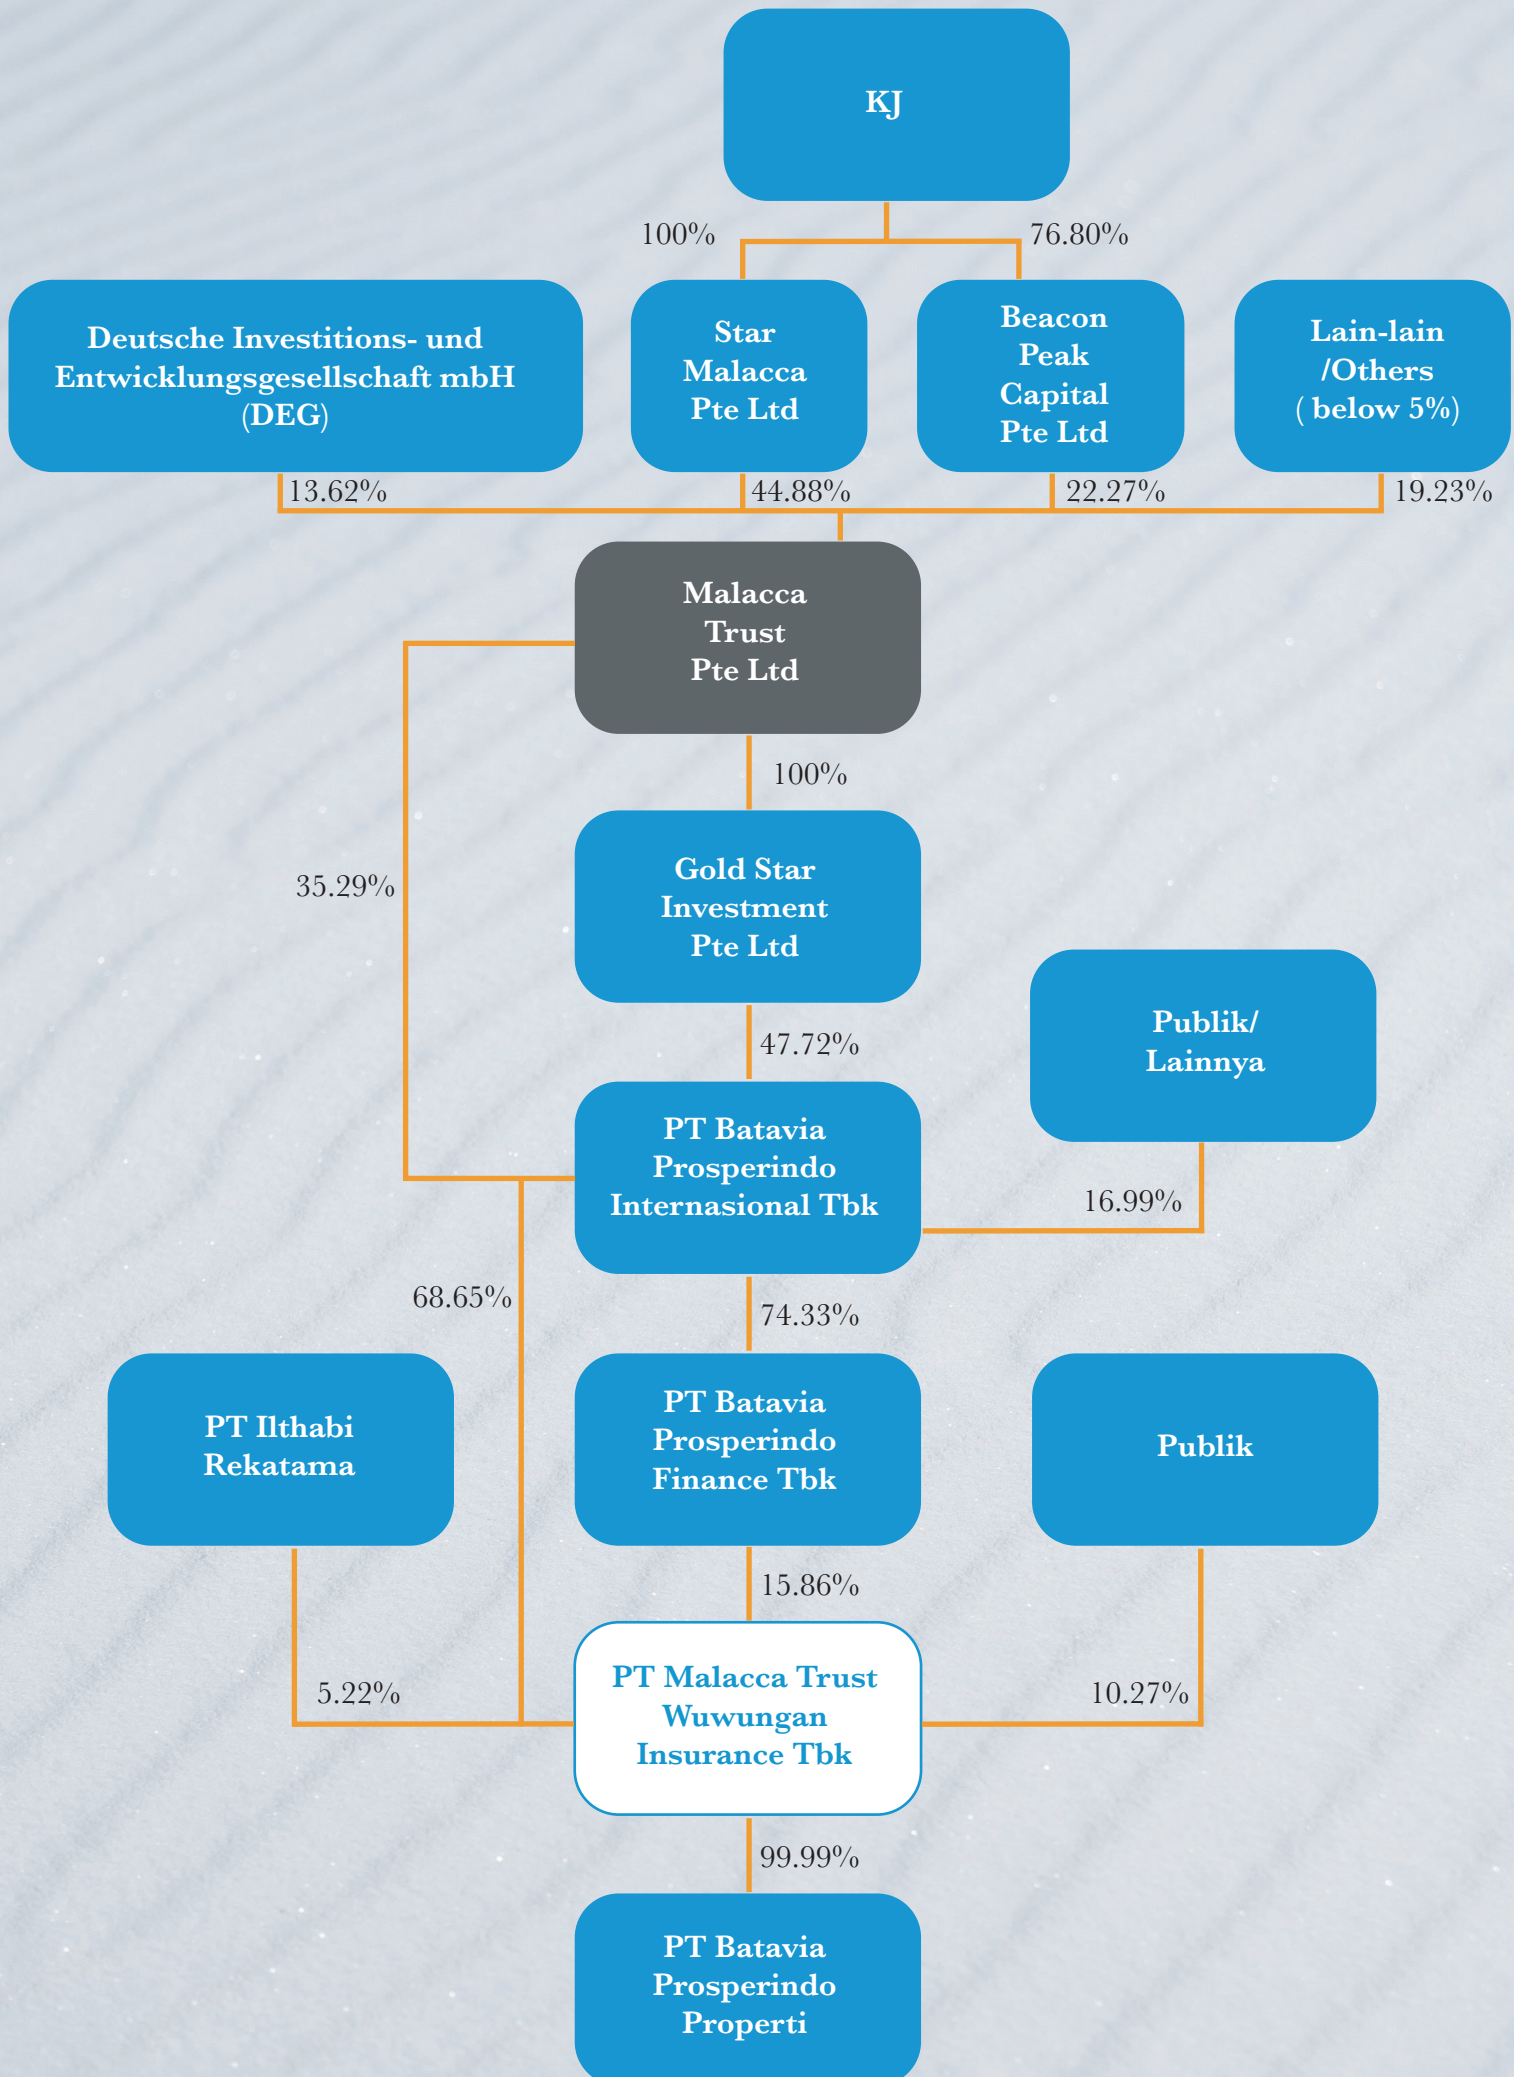 KJ
100%
76.80%
Deutsche Investitions- und
Entwicklungsgesellschaft mbH
(DEG)
Star
Malacca
Pte Ltd
Beacon
Peak
Capital
Pte Ltd
Lain-lain
/Others
( below 5%)
13.62%
44.88%
22.27%
19.23%
Malacca
Trust
Pte Ltd
100%
35.29%
Gold Star
Investment
Pte Ltd
47.72%
Publik/
Lainnya
PT Batavia
Prosperindo
Internasional Tbk
16.99%
68.65%
74.33%
PT Ilthabi
Rekatama
PT Batavia
Prosperindo
Finance Tbk
Publik
15.86%
5.22%
PT Malacca Trust
Wuwungan
Insurance Tbk
10.27%
99.99%
PT Batavia
Prosperindo
Properti